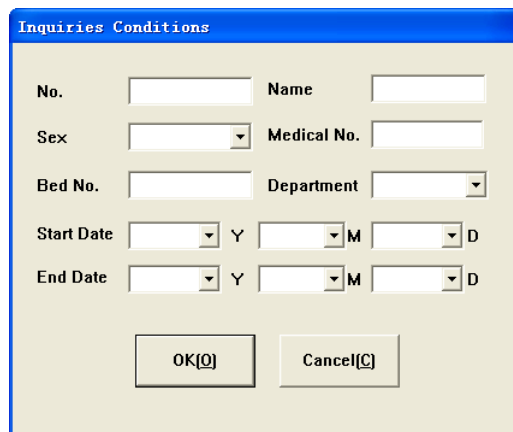 Inquiries Conditions
No. Name
Sex Medical No.
Bed No. Department
Start Date Y M D
End Date Y M D
OK(O) Cancel(C)